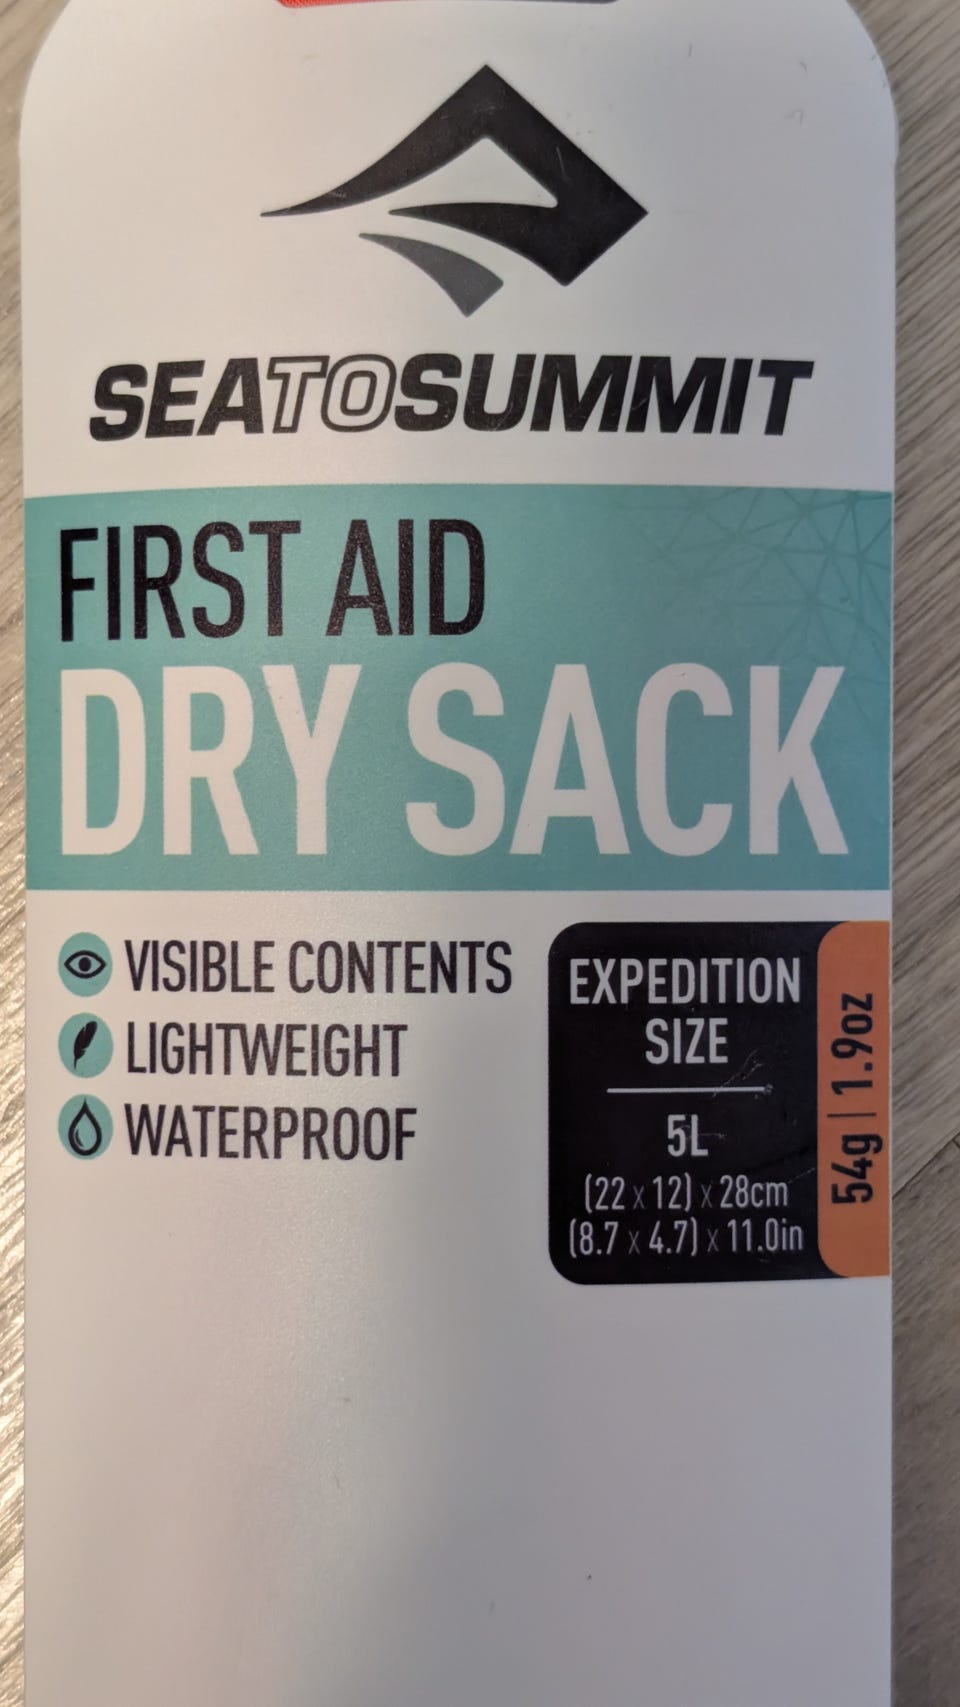 SEATOSUMMIT
FIRST AID
DRY SACK
VISIBLE CONTENTS
LIGHTWEIGHT
WATERPROOF
EXPEDITION
SIZE
5L
(22 x 12) x 28cm
(8.7 x 4.7) x 11.0in
54g | 1.9oz